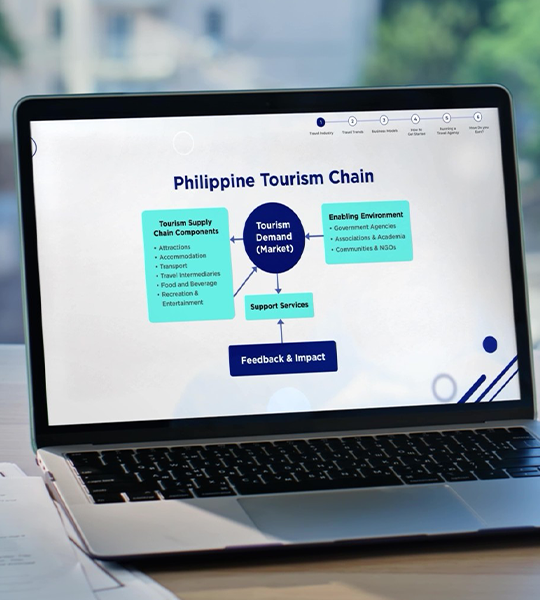 1 2 3 4 5 6
Travel Industry Travel Trends Business Models How to Running a How Do you
Get Started Travel Agency Earn?
Philippine Tourism Chain
Tourism Supply
Chain Components
• Attractions
• Accommodation
• Transport
• Travel Intermediaries
• Food and Beverage
• Recreation &
Entertainment
Tourism
Demand
(Market)
Enabling Environment
• Government Agencies
• Associations & Academia
• Communities & NGOs
Support Services
Feedback & Impact